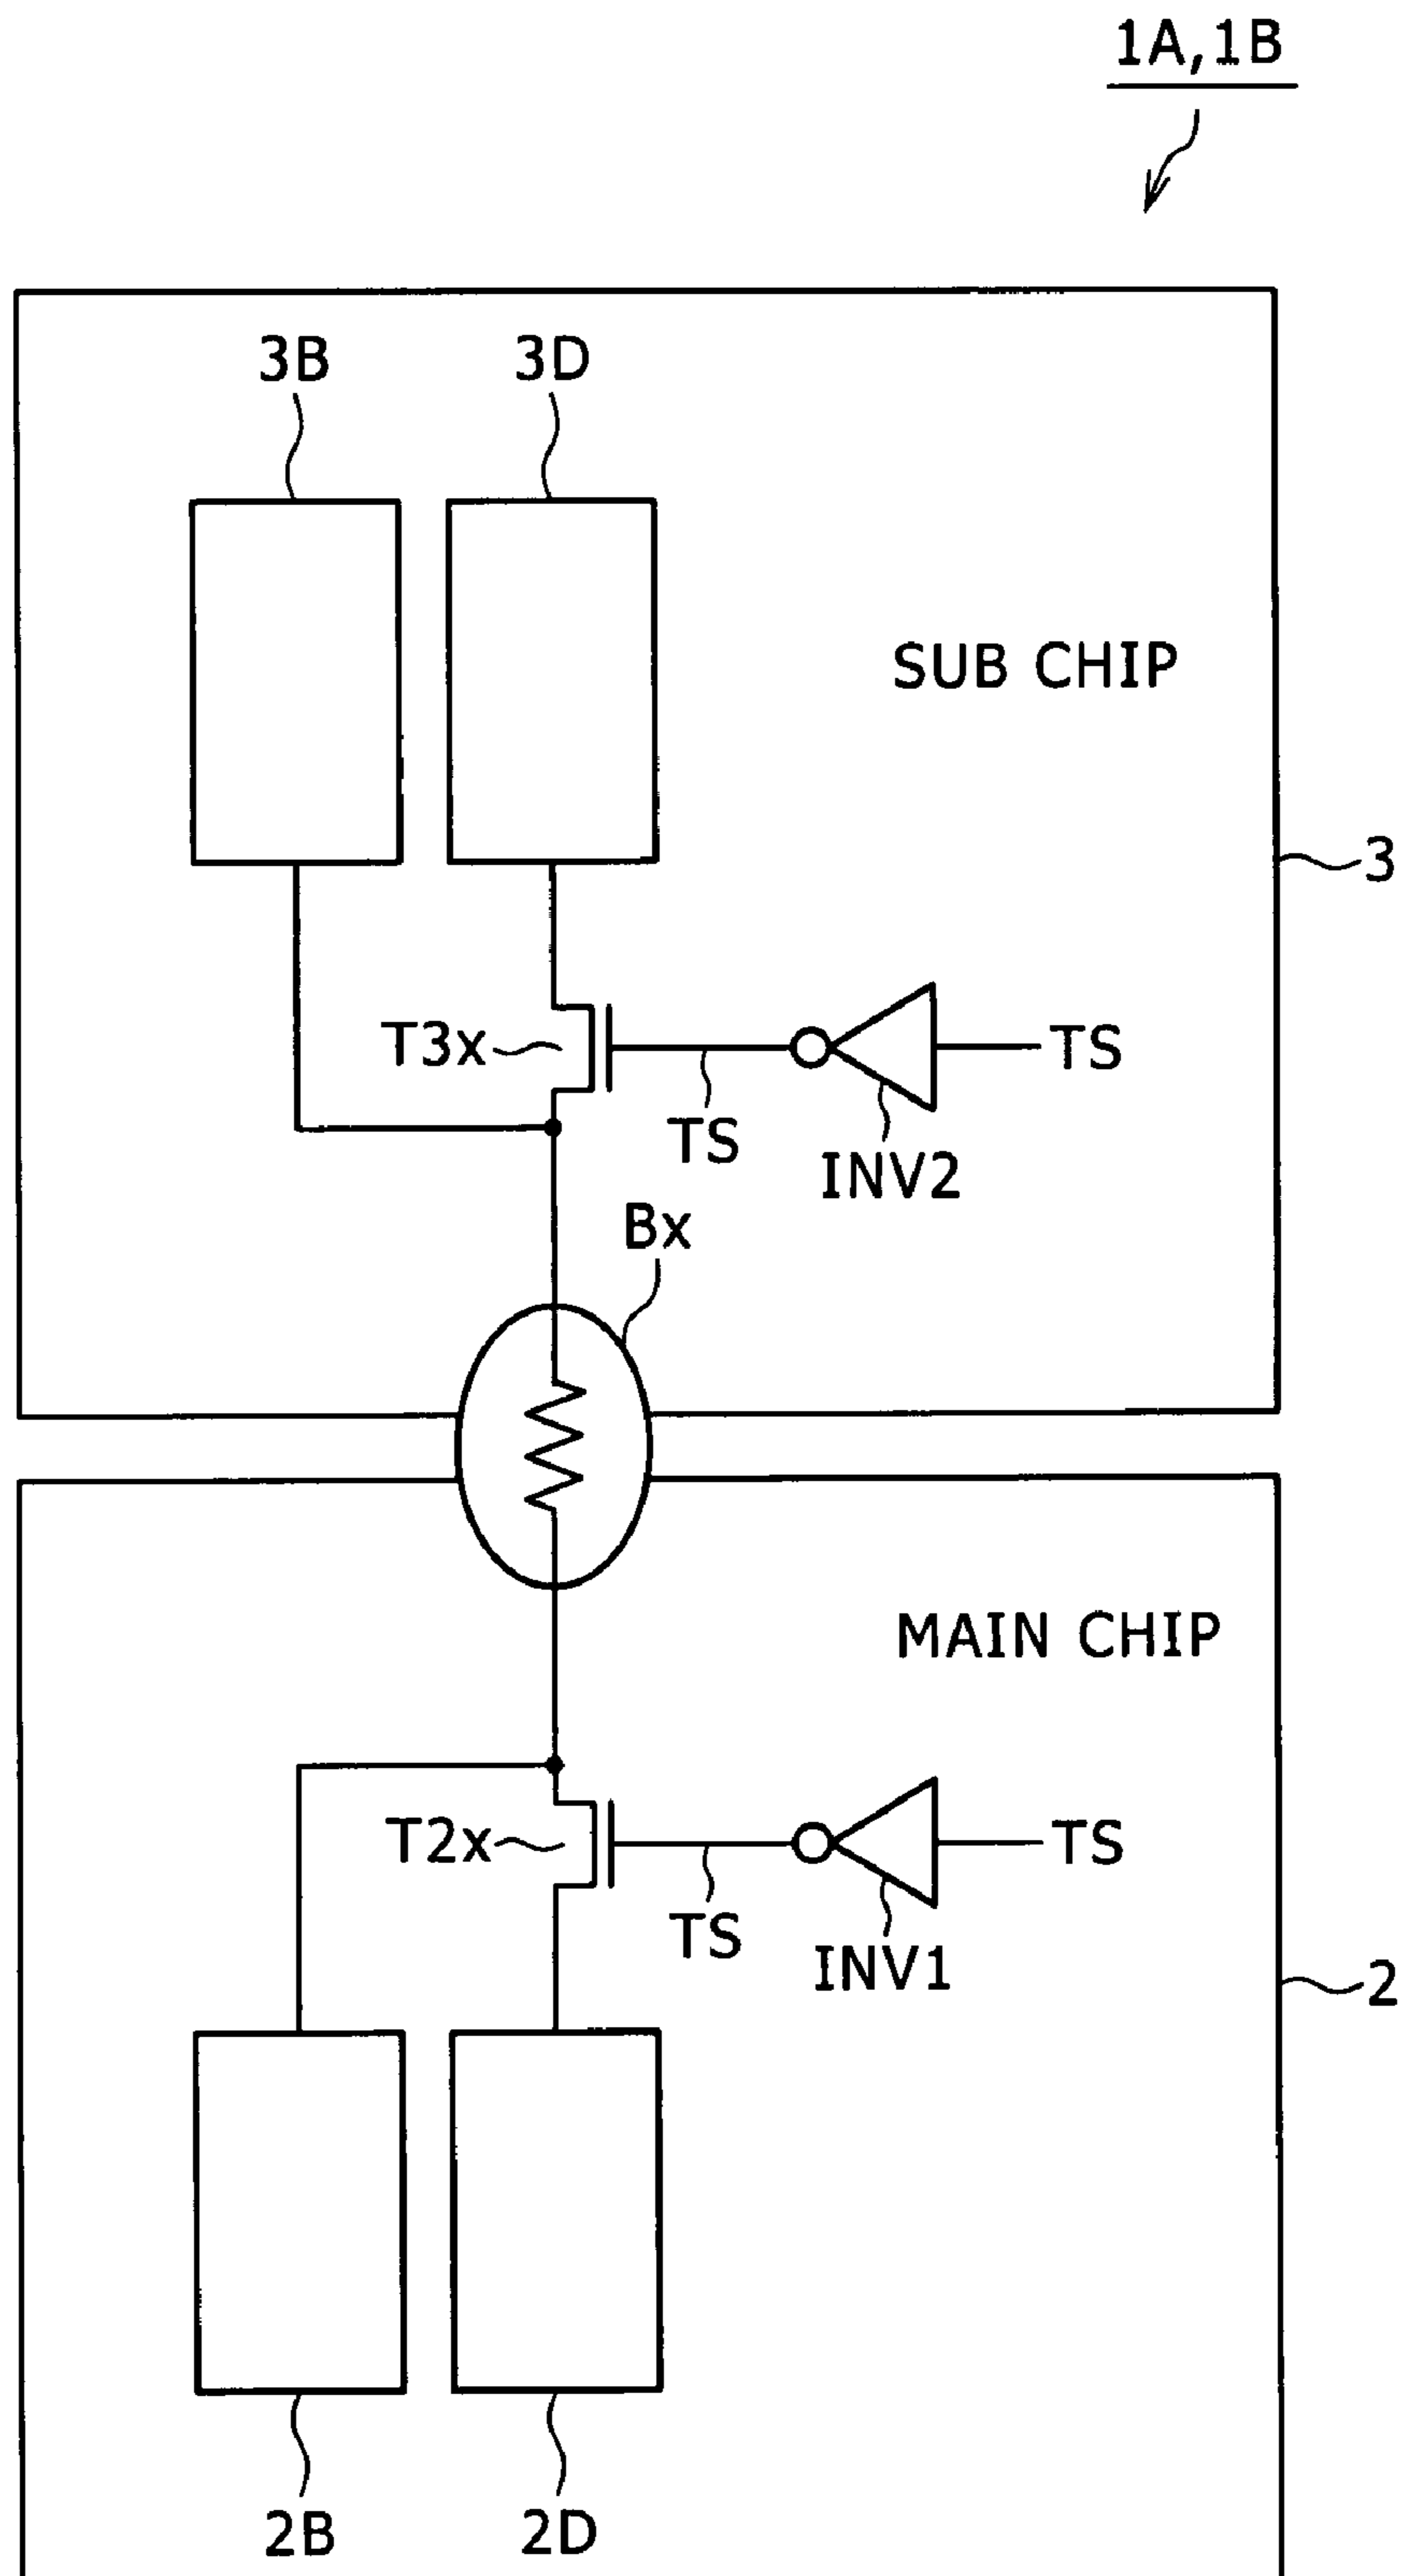 1A,1B
3B 3D
SUB CHIP
3
T3x
TS
TS
INV2
Bx
MAIN CHIP
T2x
TS
TS
INV1
2
2B 2D